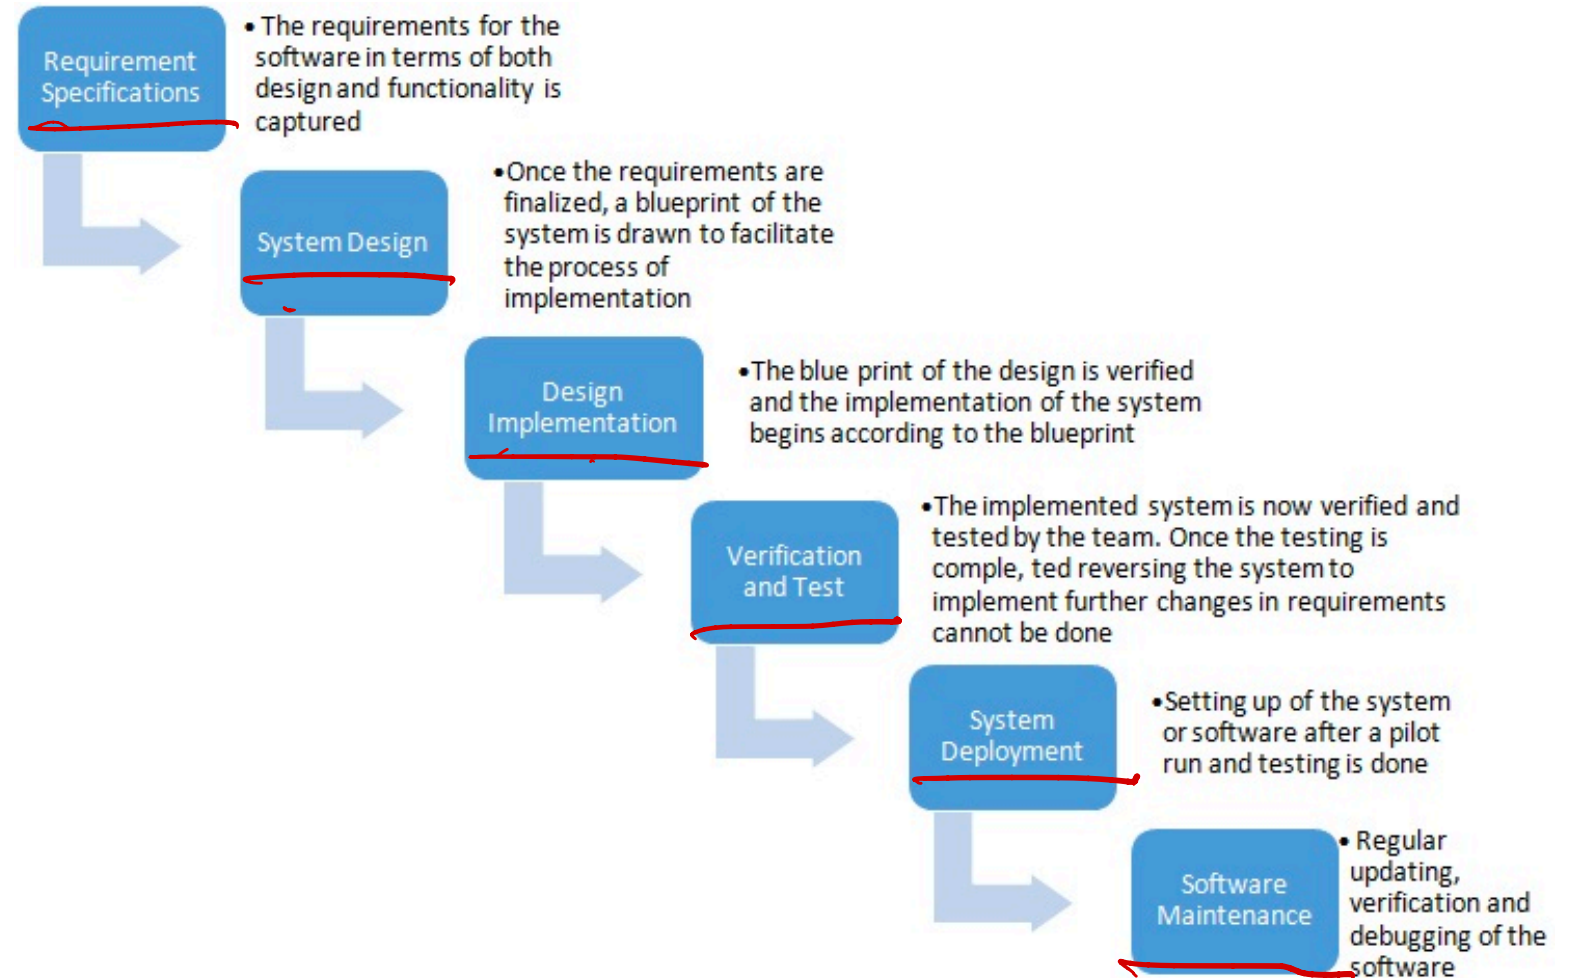 Requirement
Specifications
• The requirements for the
software in terms of both
design and functionality is
captured
System Design
•Once the requirements are
finalized, a blueprint of the
system is drawn to facilitate
the process of
implementation
Design
Implementation
•The blue print of the design is verified
and the implementation of the system
begins according to the blueprint
Verification
and Test
•The implemented system is now verified and
tested by the team. Once the testing is
comple, ted reversing the system to
implement further changes in requirements
cannot be done
System
Deployment
•Setting up of the system
or software after a pilot
run and testing is done
Software
Maintenance
• Regular
updating,
verification and
debugging of the
software